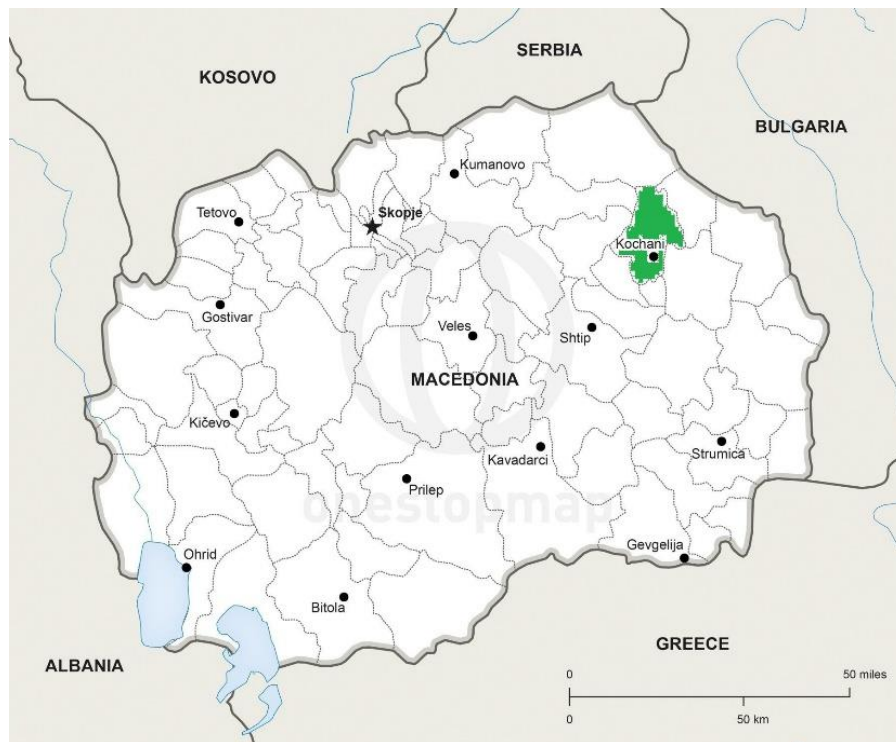 SERBIA
KOSOVO
BULGARIA
Kumanovo
Tetovo
Skopje
Kochani
Gostivar
Veles
Shtip
MACEDONIA
Kičevo
Strumica
Kavadarci
Prilep
onestopmap
Gevgelija
Ohrid
Bitola
GREECE
ALBANIA
0 50 miles
0 50 km